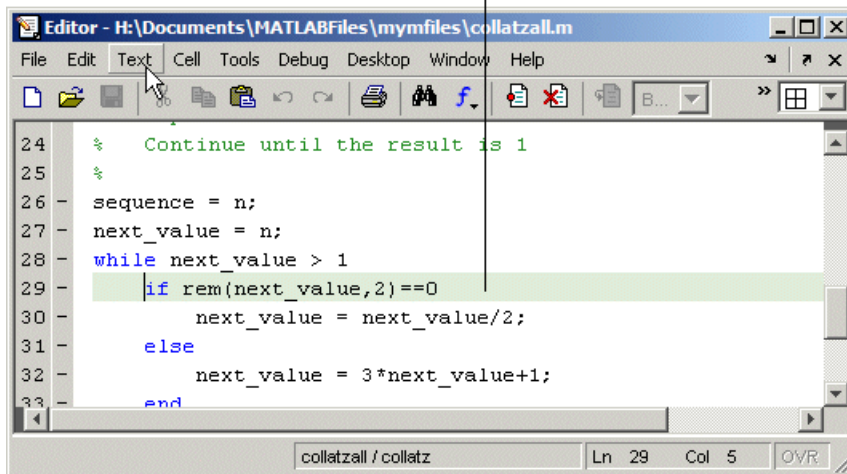 Editor - H:\Documents\MATLABFiles\mymfiles\collatzall.m
File Edit Text Cell Tools Debug Desktop Window Help
B...
24 % Continue until the result is 1
25 %
26 - sequence = n;
27 - next_value = n;
28 - while next_value > 1
29 - if rem(next_value,2)==0
30 - next_value = next_value/2;
31 - else
32 - next_value = 3*next_value+1;
33 - end
collatzall / collatz Ln 29 Col 5 OVR